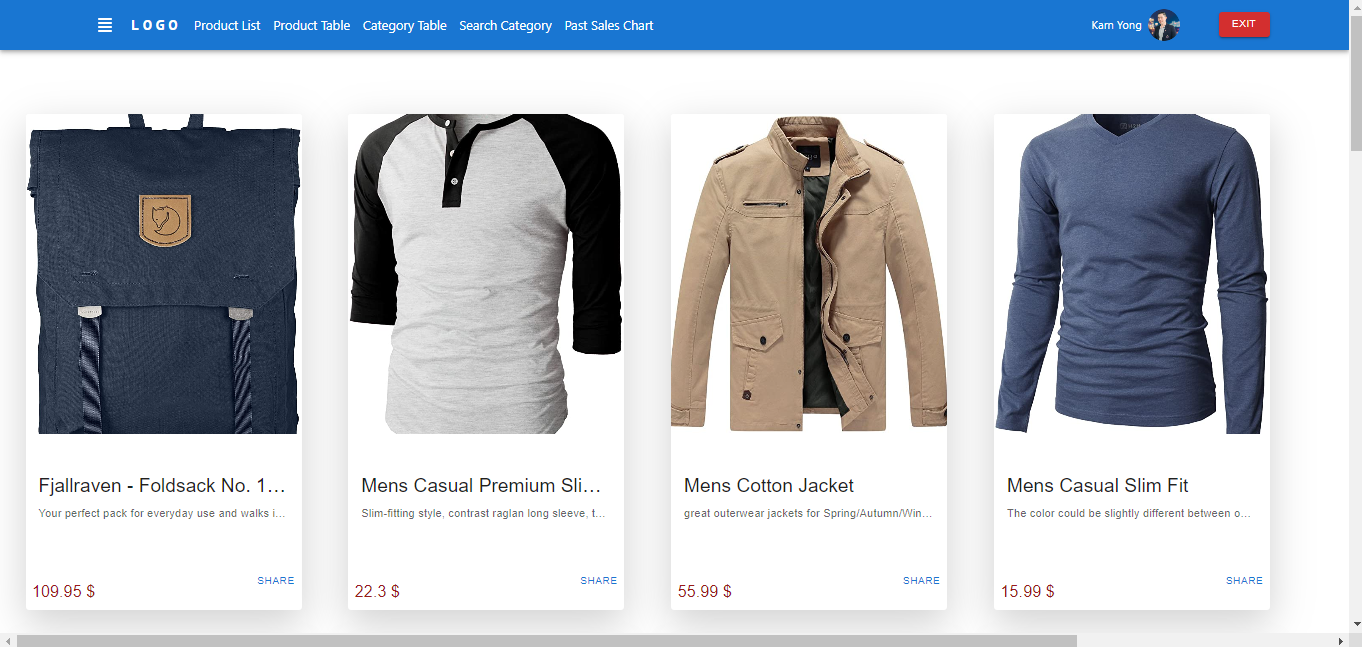 LOGO Product List Product Table Category Table Search Category Past Sales Chart Kam Yong EXIT
Fjallraven - Foldsack No. 1...
Your perfect pack for everyday use and walks i...
109.95 $
SHARE
Mens Casual Premium Sli...
Slim-fitting style, contrast raglan long sleeve, t...
22.3 $
SHARE
Mens Cotton Jacket
great outerwear jackets for Spring/Autumn/Win...
55.99 $
SHARE
Mens Casual Slim Fit
The color could be slightly different between o...
15.99 $
SHARE